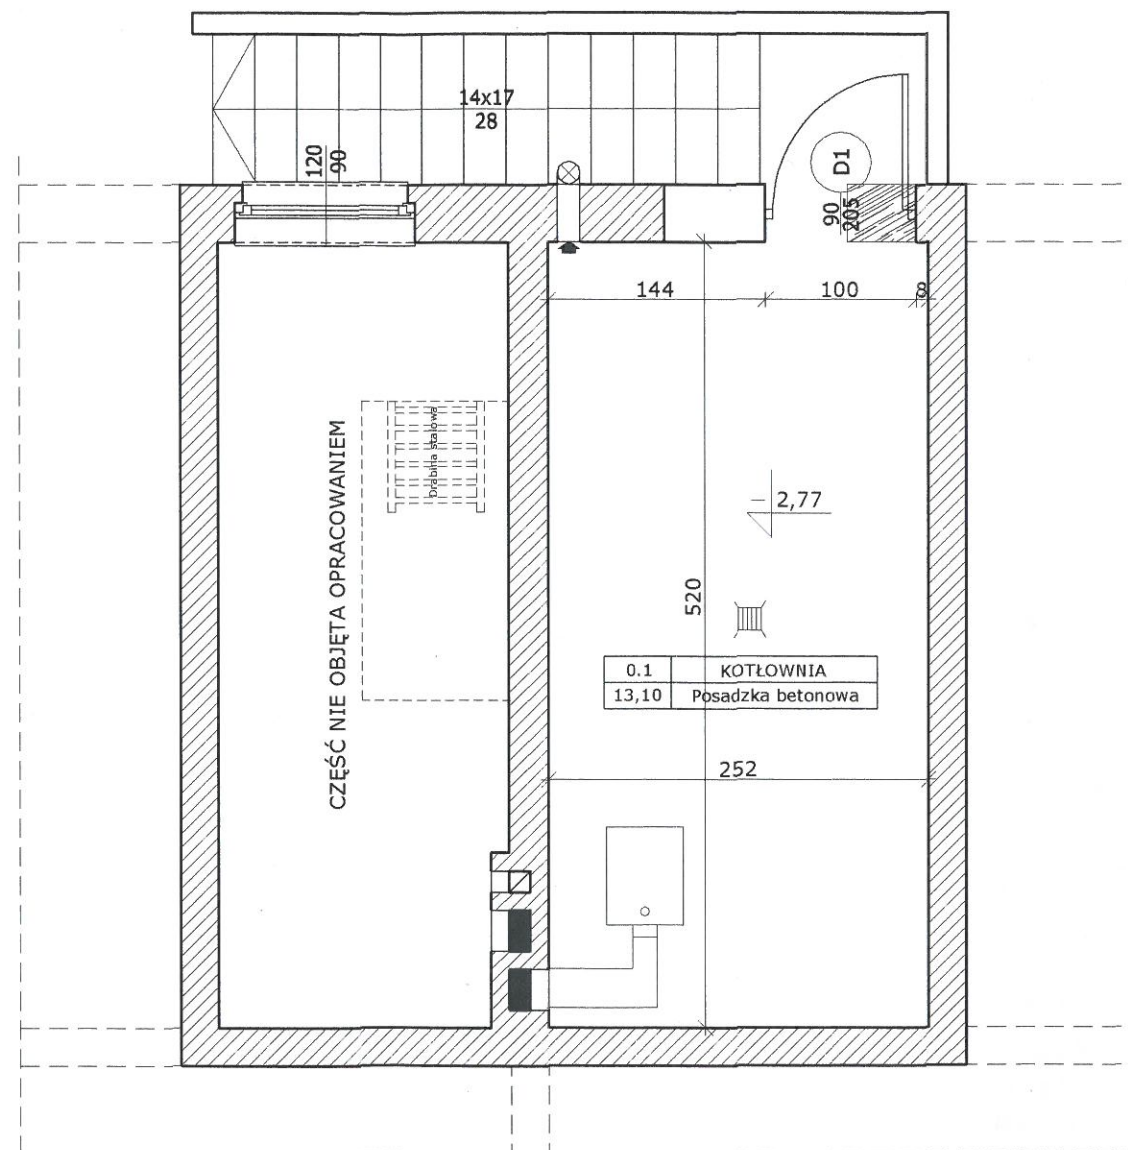 14x17
28
120
90
D1
90
205
144
100
8
CZĘŚĆ NIE OBJĘTA OPRACOWANIEM
Drabina stalowa
− 2,77
520
0.1 KOTŁOWNIA
13,10 Posadzka betonowa
252